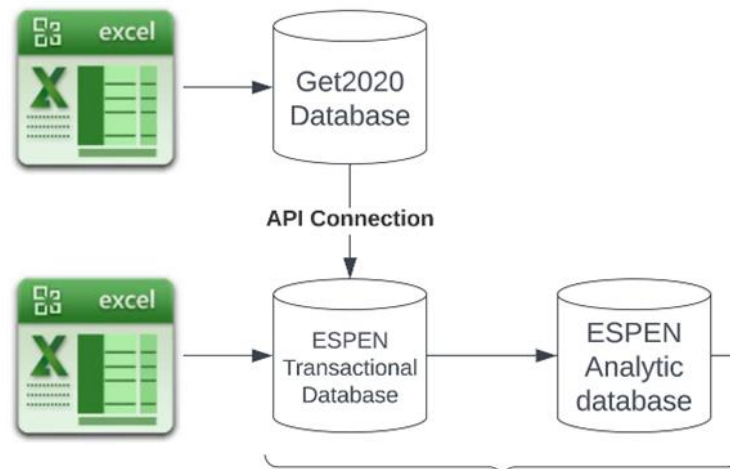 excel
Get2020
Database
API Connection
excel
ESPEN
Transactional
Database
ESPEN
Analytic
database